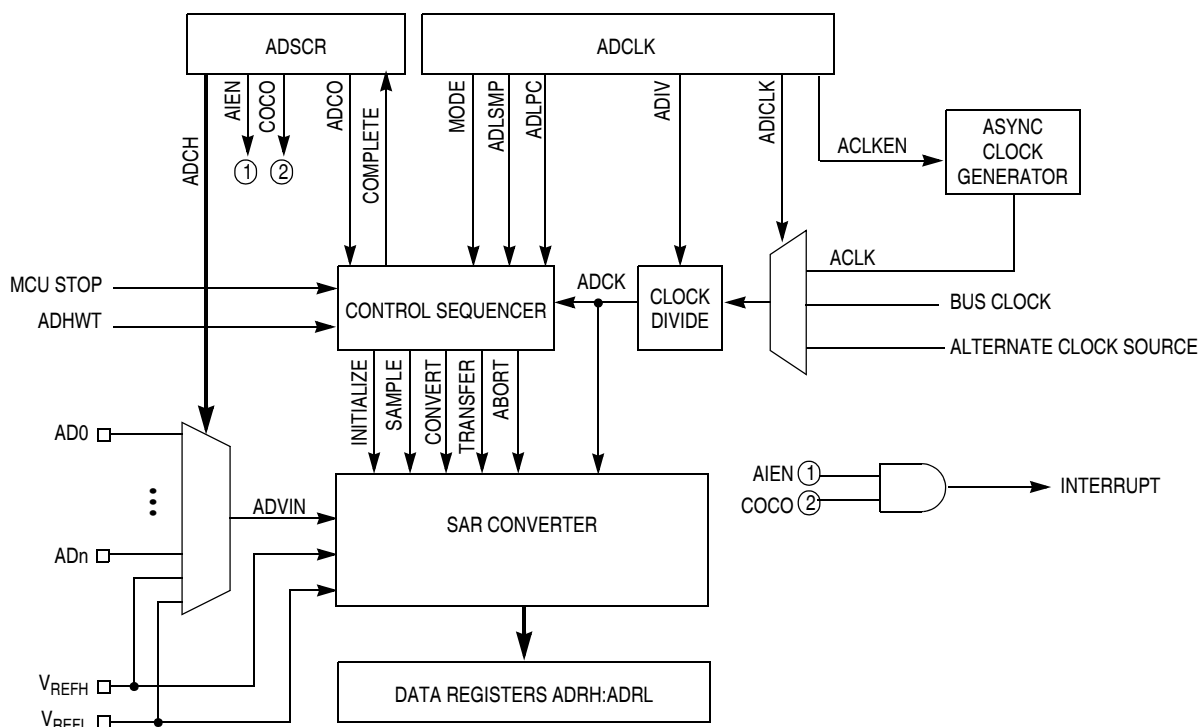 ADSCR
ADCLK
ADCH
AIEN
COCO
ADCO
COMPLETE
MODE
ADLSMP
ADLPC
ADIV
ADICLK
ACLKEN
ASYNC
CLOCK
GENERATOR
1
2
ACLK
MCU STOP
ADHWT
CONTROL SEQUENCER
ADCK
CLOCK
DIVIDE
BUS CLOCK
ALTERNATE CLOCK SOURCE
INITIALIZE
SAMPLE
CONVERT
TRANSFER
ABORT
AD0
•••
ADn
ADVIN
SAR CONVERTER
AIEN 1
COCO 2
INTERRUPT
VREFH
VREFL
DATA REGISTERS ADRH:ADRL